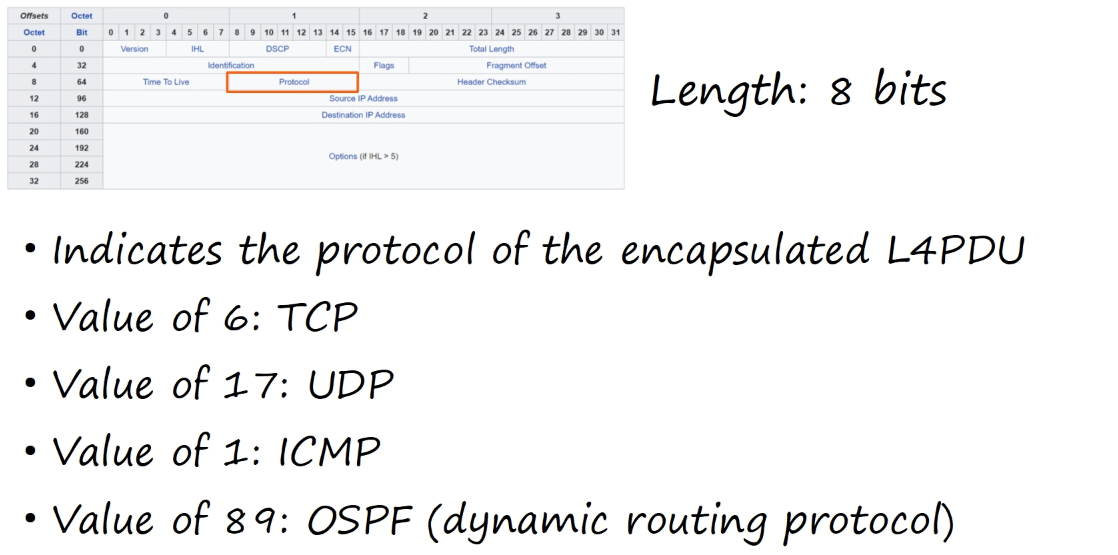 Offsets Octet 0 1 2 3
Octet Bit 0 1 2 3 4 5 6 7 8 9 10 11 12 13 14 15 16 17 18 19 20 21 22 23 24 25 26 27 28 29 30 31
0 0 Version IHL DSCP ECN Total Length
4 32 Identification Flags Fragment Offset
8 64 Time To Live Protocol Header Checksum
12 96 Source IP Address
16 128 Destination IP Address
20 160
24 192
Options (if IHL > 5)
28 224
32 256
Length: 8 bits
• Indicates the protocol of the encapsulated L4PDU
• Value of 6: TCP
• Value of 17: UDP
• Value of 1: ICMP
• Value of 89: OSPF (dynamic routing protocol)